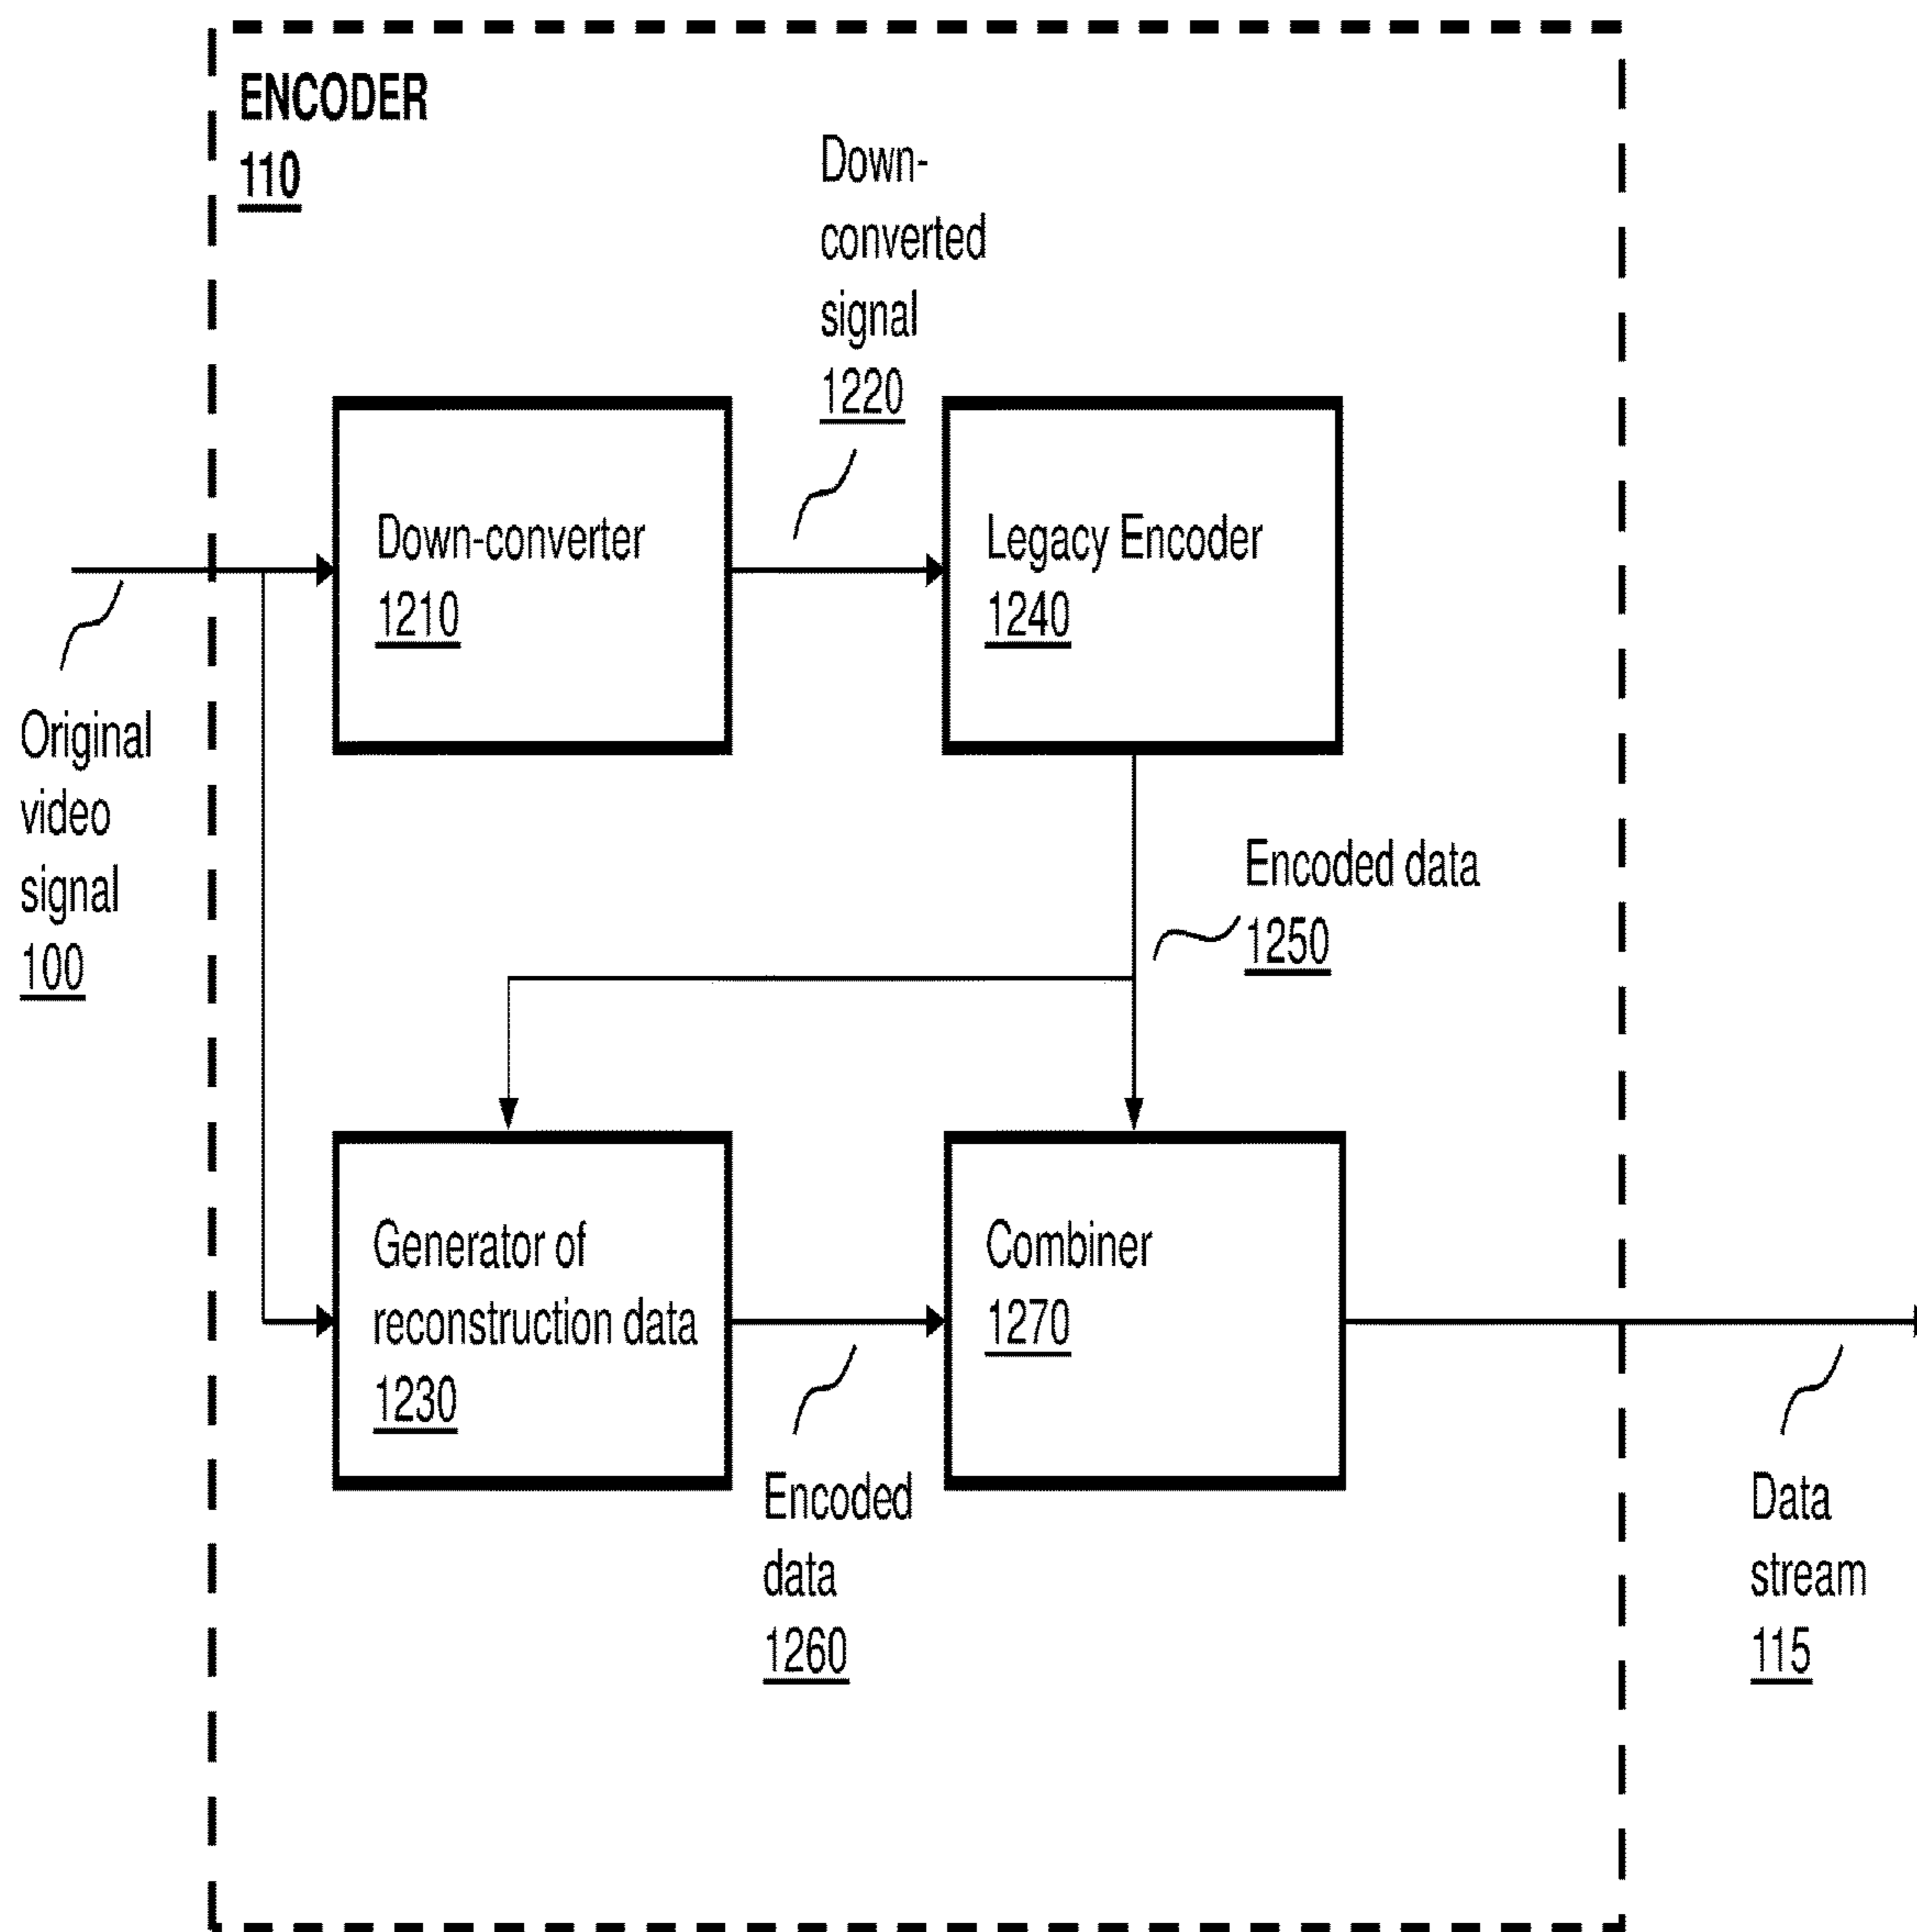 ENCODER
110
Down-
converted
signal
1220
Down-converter
1210
Legacy Encoder
1240
Original
video
signal
100
Encoded data
1250
Generator of
reconstruction data
1230
Combiner
1270
Encoded
data
1260
Data
stream
115